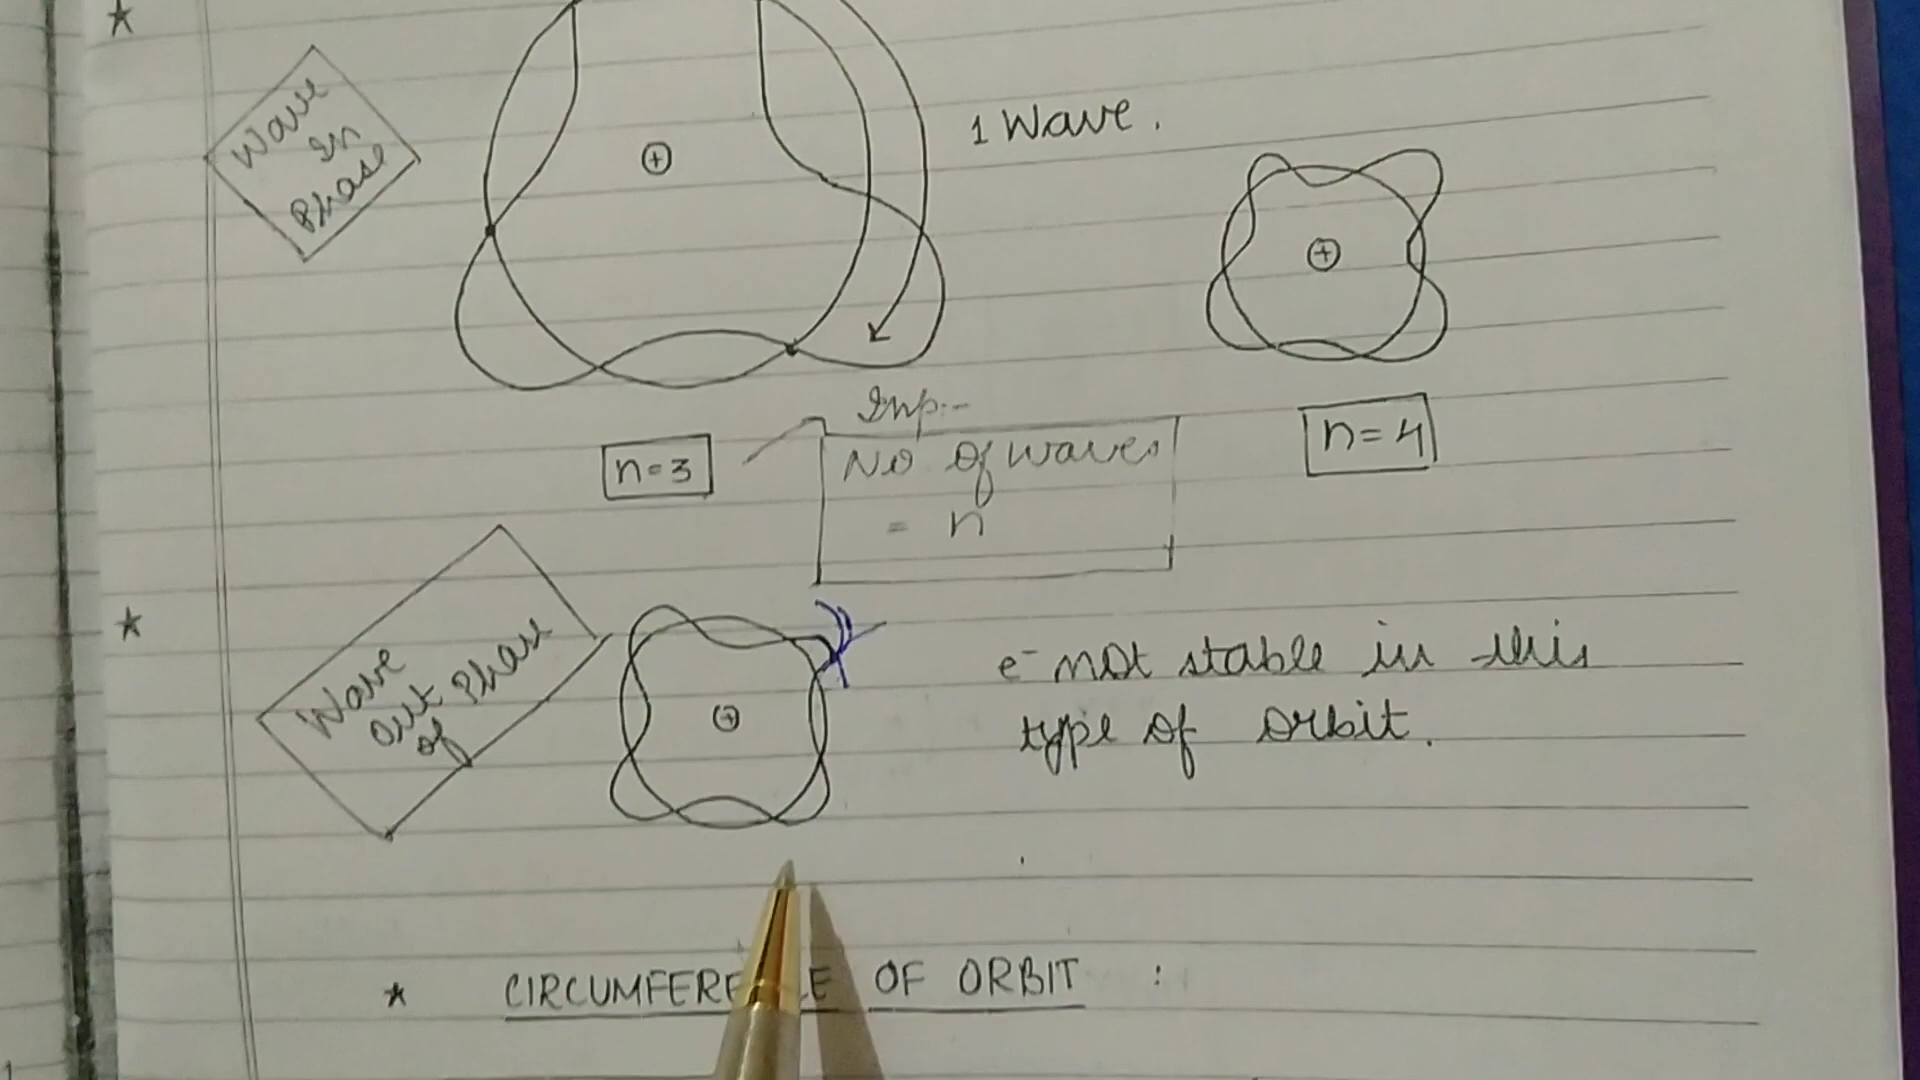 ★
Wave
In
Phase
⊕
1 Wave.
⊕
Imp:-
n=3
No of waves
= n
n=4
★
Wave
out Phase
of
⊕
e⁻ not stable in this
type of orbit.
★ OF ORBIT :